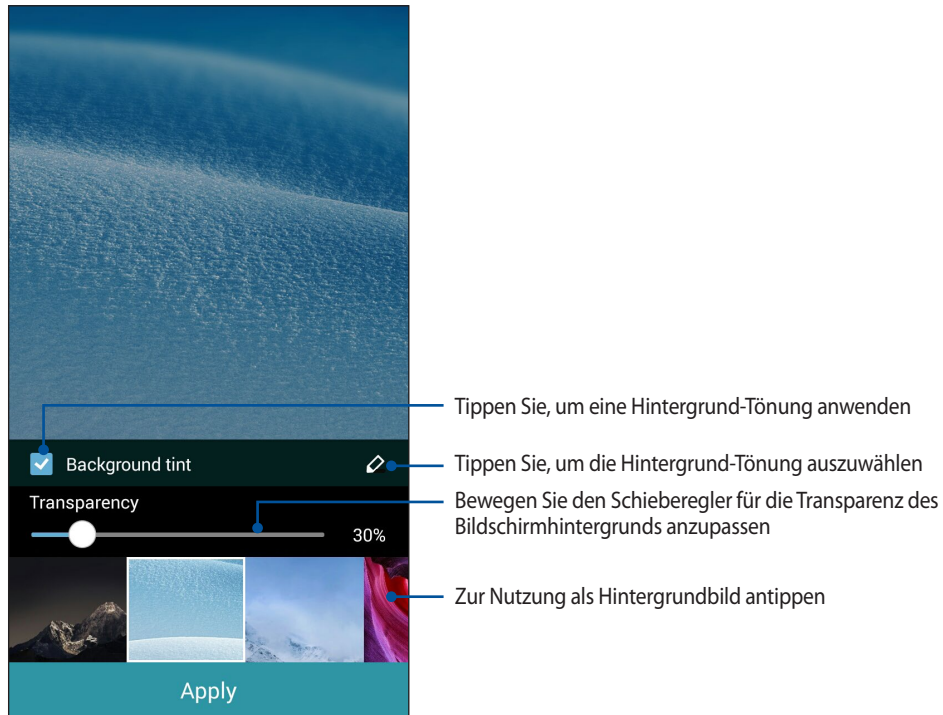 Tippen Sie, um eine Hintergrund-Tönung anwenden
Background tint
Tippen Sie, um die Hintergrund-Tönung auszuwählen
Transparency
30%
Bewegen Sie den Schieberegler für die Transparenz des
Bildschirmhintergrunds anzupassen
Zur Nutzung als Hintergrundbild antippen
Apply